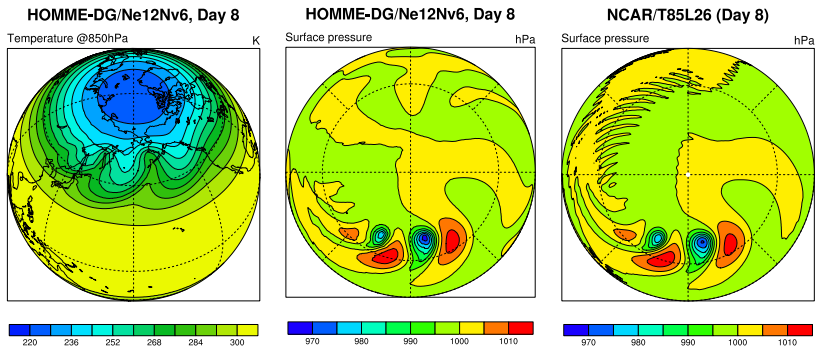 HOMME-DG/Ne12Nv6, Day 8
Temperature @850hPa K
220 236 252 268 284 300
HOMME-DG/Ne12Nv6, Day 8
Surface pressure hPa
970 980 990 1000 1010
NCAR/T85L26 (Day 8)
Surface pressure hPa
970 980 990 1000 1010